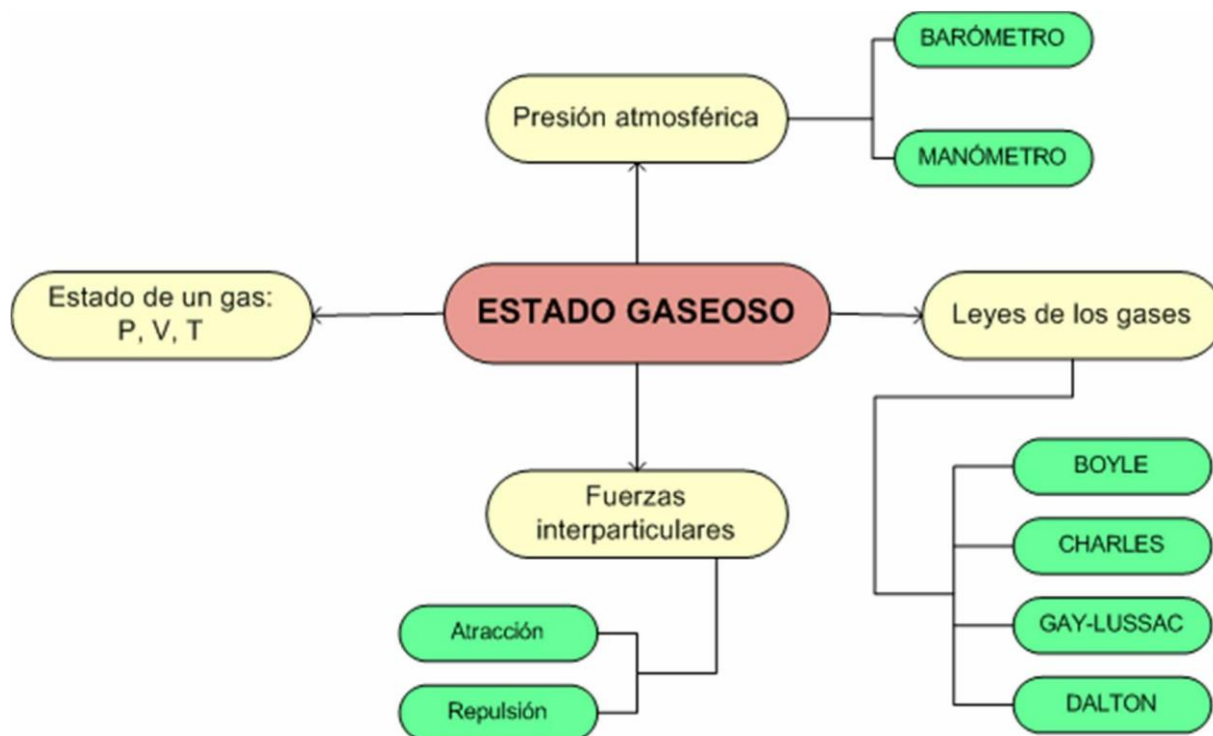 BARÓMETRO
Presión atmosférica
MANÓMETRO
Estado de un gas:
P, V, T
ESTADO GASEOSO
Leyes de los gases
Fuerzas
interparticulares
BOYLE
CHARLES
GAY-LUSSAC
DALTON
Atracción
Repulsión